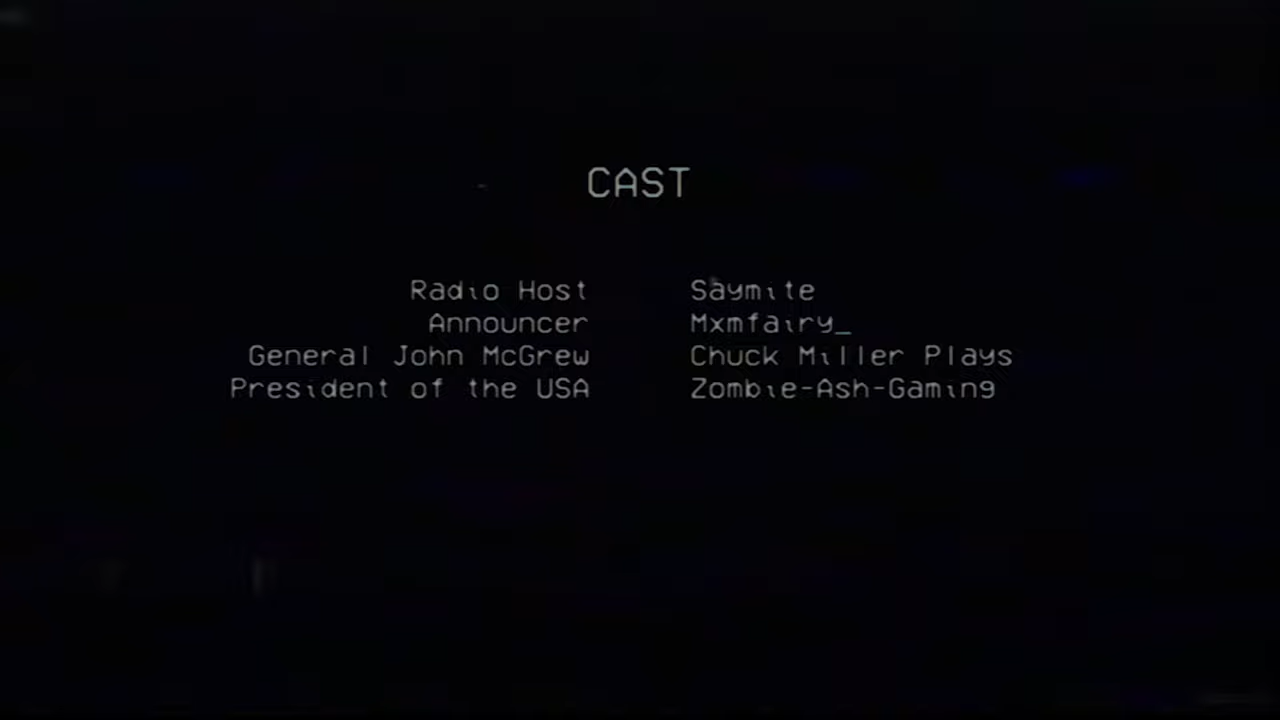 CAST
Radio Host Saymite
Announcer Mxmfairy_
General John McGrew Chuck Miller Plays
President of the USA Zombie-Ash-Gaming